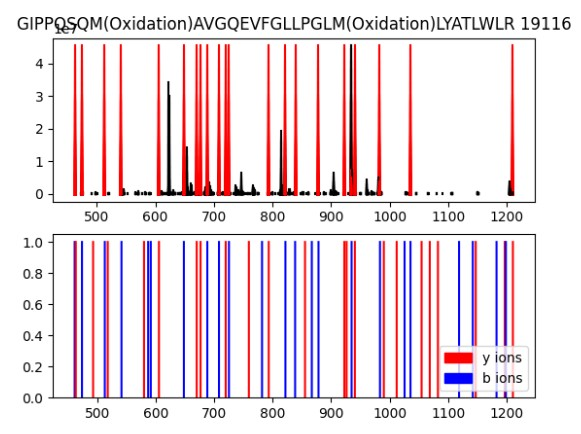 GIPPQSQM(Oxidation)AVGQEVFGLLPGLM(Oxidation)LYATLWLR 19116
1e7
4
3
2
1
0
500 600 700 800 900 1000 1100 1200
1.0
0.8
0.6
0.4
0.2
0.0
y ions
b ions
500 600 700 800 900 1000 1100 1200